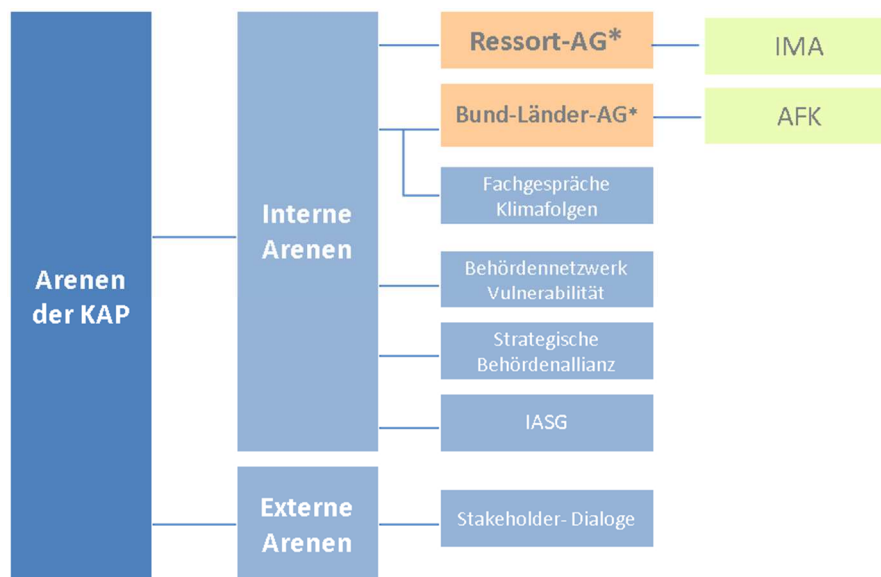 Arenen
der KAP
Interne
Arenen
Ressort-AG*
IMA
Bund-Länder-AG*
AFK
Fachgespräche
Klimafolgen
Behördennetzwerk
Vulnerabilität
Strategische
Behördenallianz
IASG
Externe
Arenen
Stakeholder- Dialoge